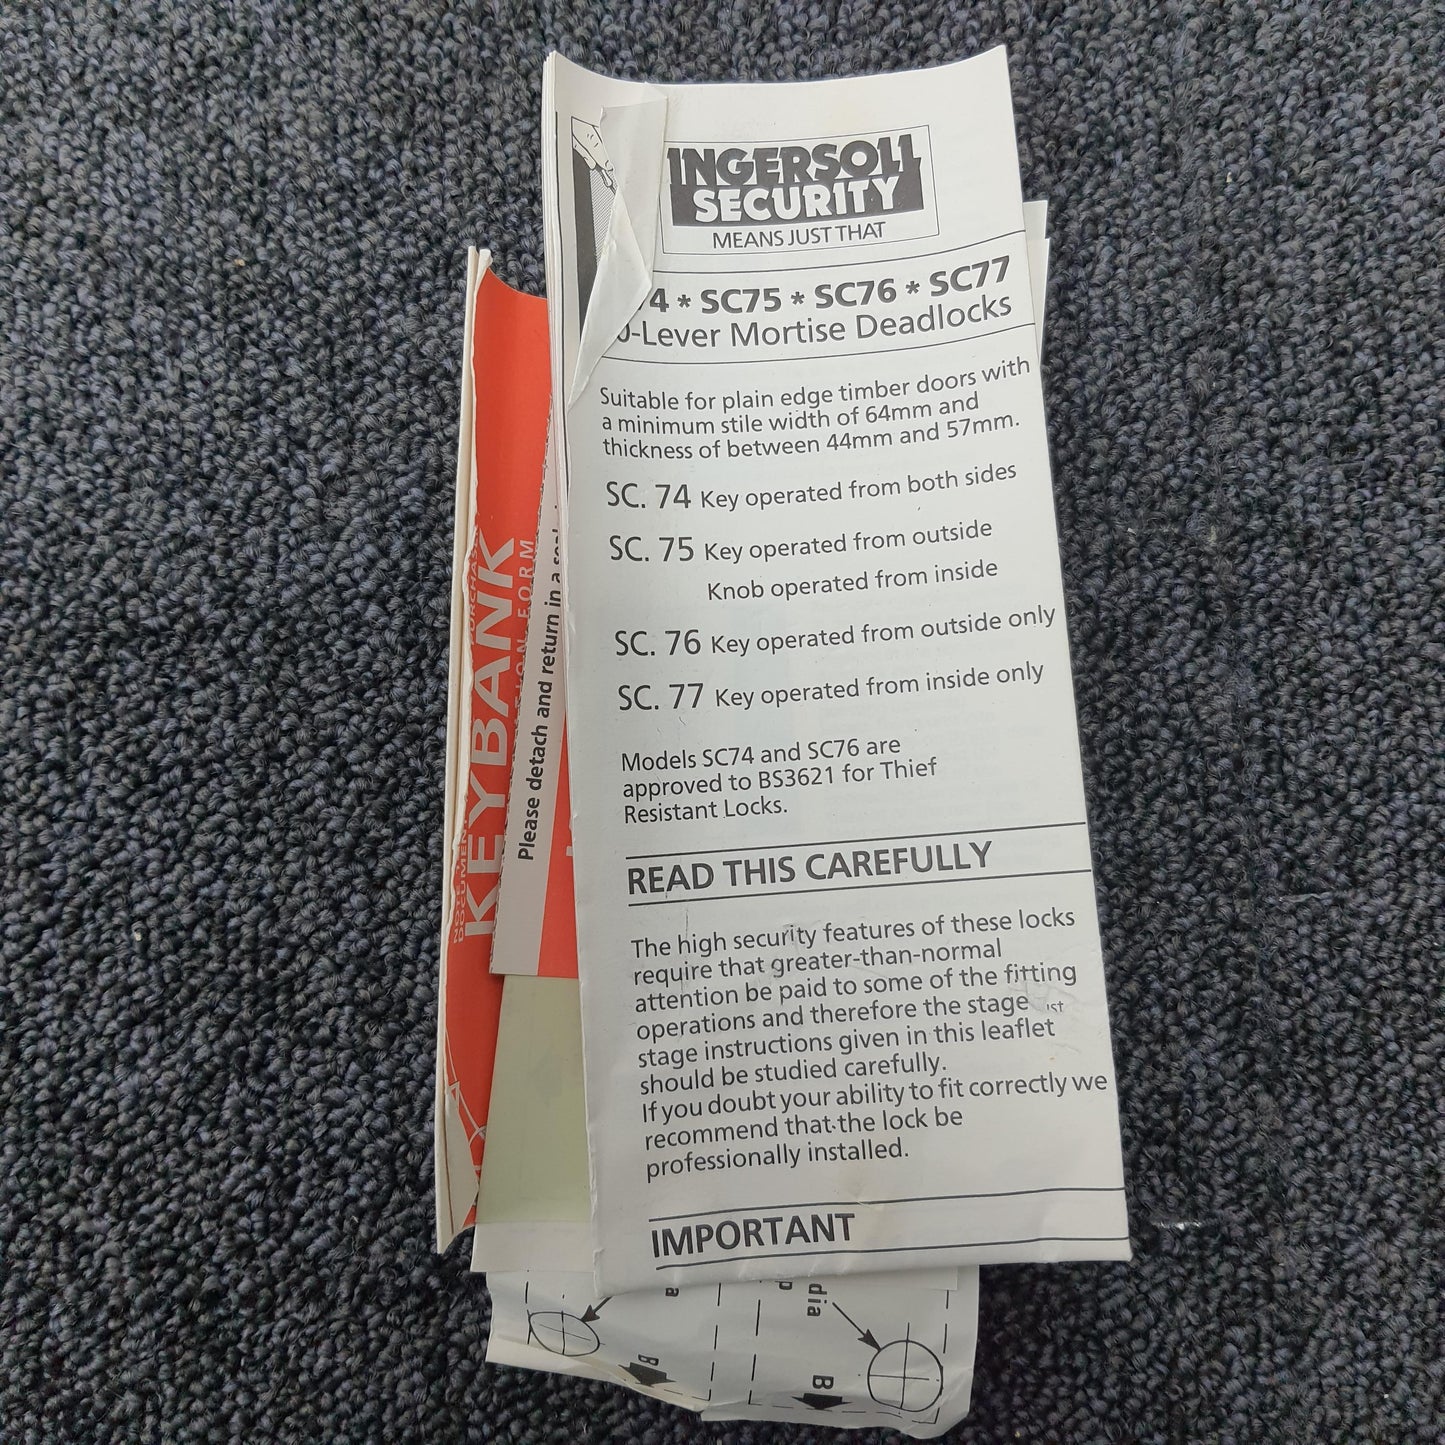 INGERSOLL
SECURITY
MEANS JUST THAT
4 * SC75 * SC76 * SC77
-Lever Mortise Deadlocks
Suitable for plain edge timber doors with
a minimum stile width of 64mm and
thickness of between 44mm and 57mm.
SC. 74 Key operated from both sides
SC. 75 Key operated from outside
Knob operated from inside
SC. 76 Key operated from outside only
SC. 77 Key operated from inside only
Models SC74 and SC76 are
approved to BS3621 for Thief
Resistant Locks.
READ THIS CAREFULLY
The high security features of these locks
require that greater-than-normal
attention be paid to some of the fitting
operations and therefore the stage
stage instructions given in this leaflet
should be studied carefully.
If you doubt your ability to fit correctly we
recommend that the lock be
professionally installed.
IMPORTANT
KEYBANK
FORM
Please detach and return in a
dia
B
B